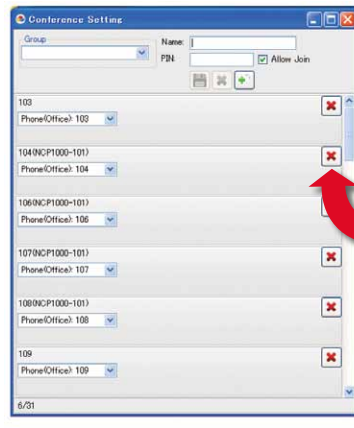 Conference Setting
Group
Name:
PIN:
Allow Join
103
Phone(Office): 103
104(NCP1000-101)
Phone(Office): 104
106(NCP1000-101)
Phone(Office): 106
107(NCP1000-101)
Phone(Office): 107
108(NCP1000-101)
Phone(Office): 108
109
Phone(Office): 109
6/31